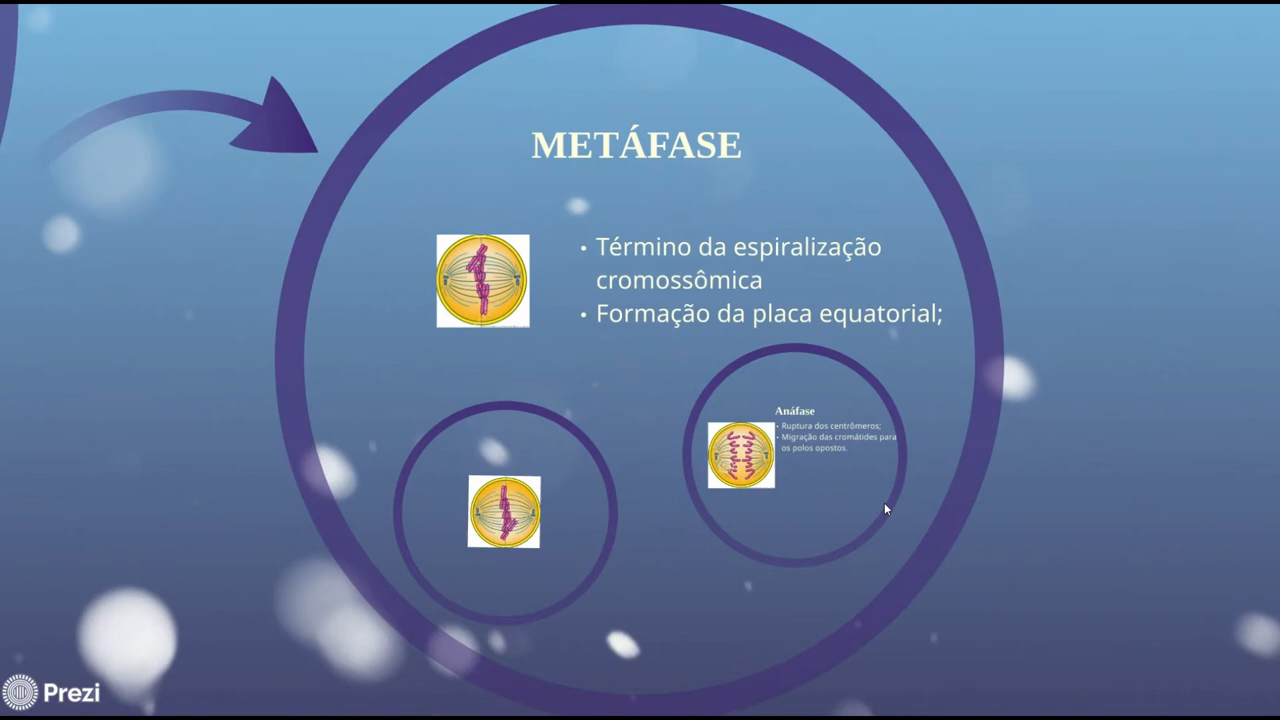 METÁFASE
• Término da espiralização
cromossômica
• Formação da placa equatorial;
Anáfase
• Ruptura dos centrômeros;
• Migração das cromátides para
os polos opostos.
Prezi